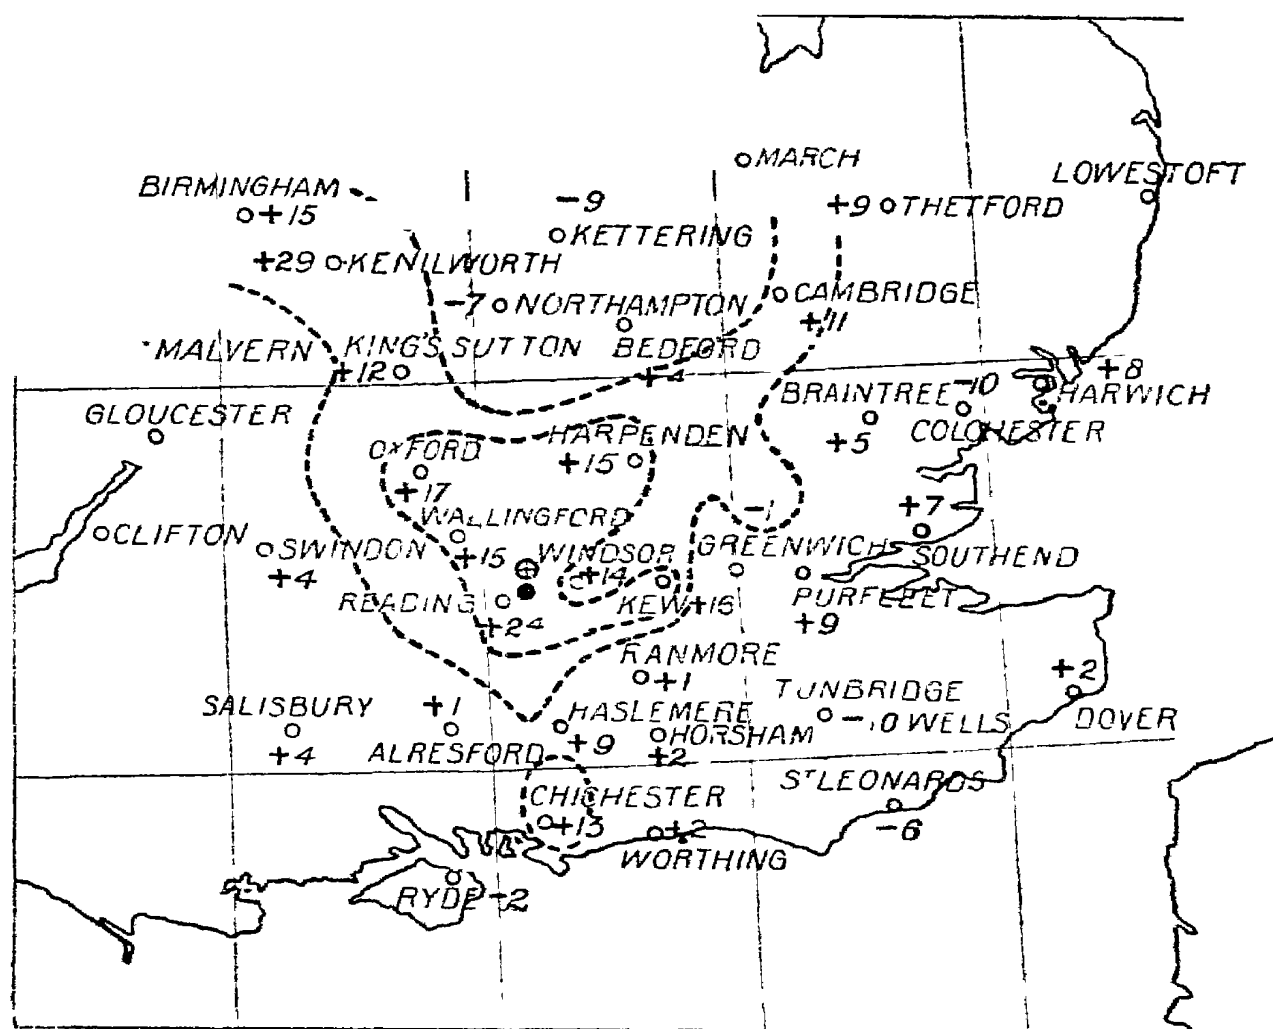 MARCH
LOWESTOFT
BIRMINGHAM
+15
-9
+9 THETFORD
KETTERING
+29 KENILWORTH
-7 NORTHAMPTON
CAMBRIDGE
+11
MALVERN
KING'S SUTTON
BEDFORD
+12
+4
+8
BRAINTREE
-10
HARWICH
GLOUCESTER
+5
COLCHESTER
OXFORD
HARPENDEN
+15
+17
WALLINGFORD
-1
+7
CLIFTON
SWINDON
+4
+15
WINDSOR
+14
GREENWICH
SOUTHEND
READING
+24
KEW +16
PURFLEET
+9
RANMORE
+1
+2
DOVER
SALISBURY
+4
+1
ALRESFORD
HASLEMERE
+9
HORSHAM
+2
TUNBRIDGE
-10 WELLS
ST LEONARDS
-6
CHICHESTER
+13
+2
WORTHING
RYDE -2